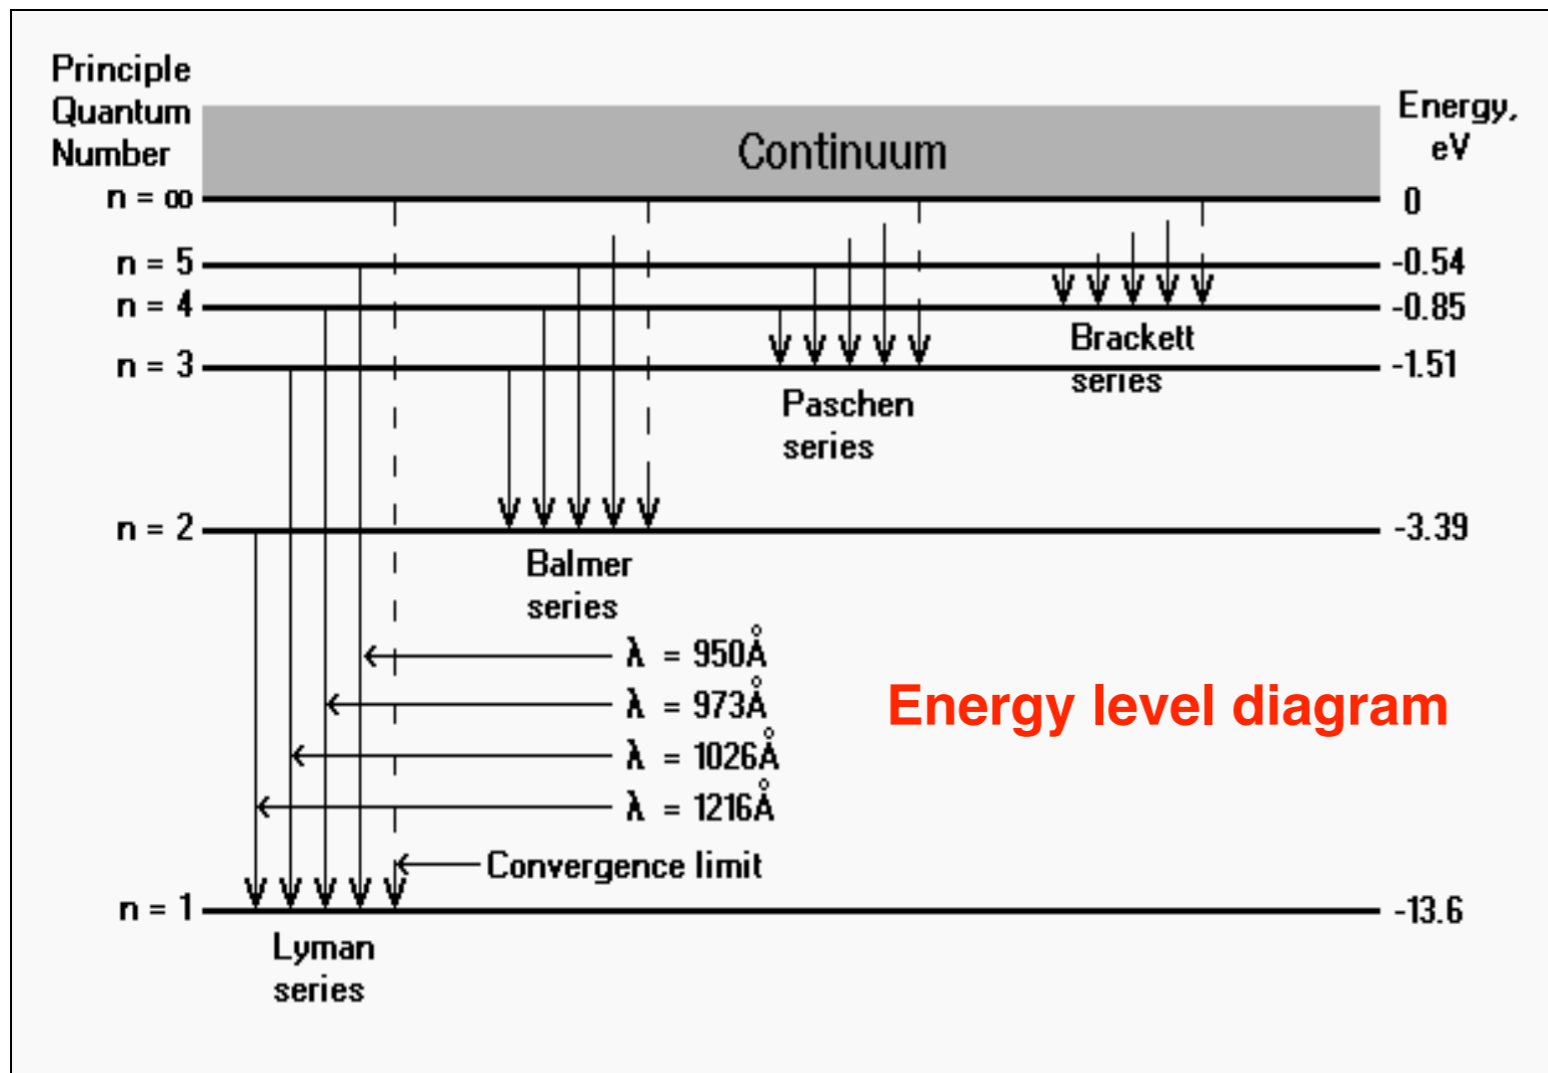 Principle
Quantum
Number
Energy,
eV
Continuum
n = ∞
0
n = 5
-0.54
n = 4
-0.85
Brackett
series
n = 3
-1.51
Paschen
series
n = 2
-3.39
Balmer
series
λ = 950Å
λ = 973Å
λ = 1026Å
λ = 1216Å
Energy level diagram
Convergence limit
n = 1
-13.6
Lyman
series